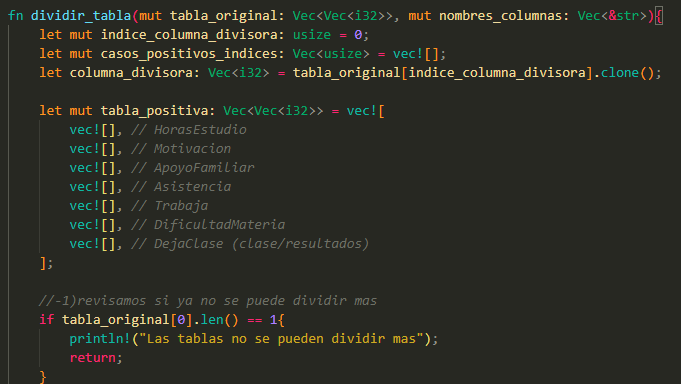 fn dividir_tabla(mut tabla_original: Vec<Vec<i32>>, mut nombres_columnas: Vec<&str>){
    let mut indice_columna_divisora: usize = 0;
    let mut casos_positivos_indices: Vec<usize> = vec![];
    let columna_divisora: Vec<i32> = tabla_original[indice_columna_divisora].clone();

    let mut tabla_positiva: Vec<Vec<i32>> = vec![
        vec![], // HorasEstudio
        vec![], // Motivacion
        vec![], // ApoyoFamiliar
        vec![], // Asistencia
        vec![], // Trabaja
        vec![], // DificultadMateria
        vec![], // DejaClase (clase/resultados)
    ];

    //-1)revisamos si ya no se puede dividir mas
    if tabla_original[0].len() == 1{
        println!("Las tablas no se pueden dividir mas");
        return;
    }